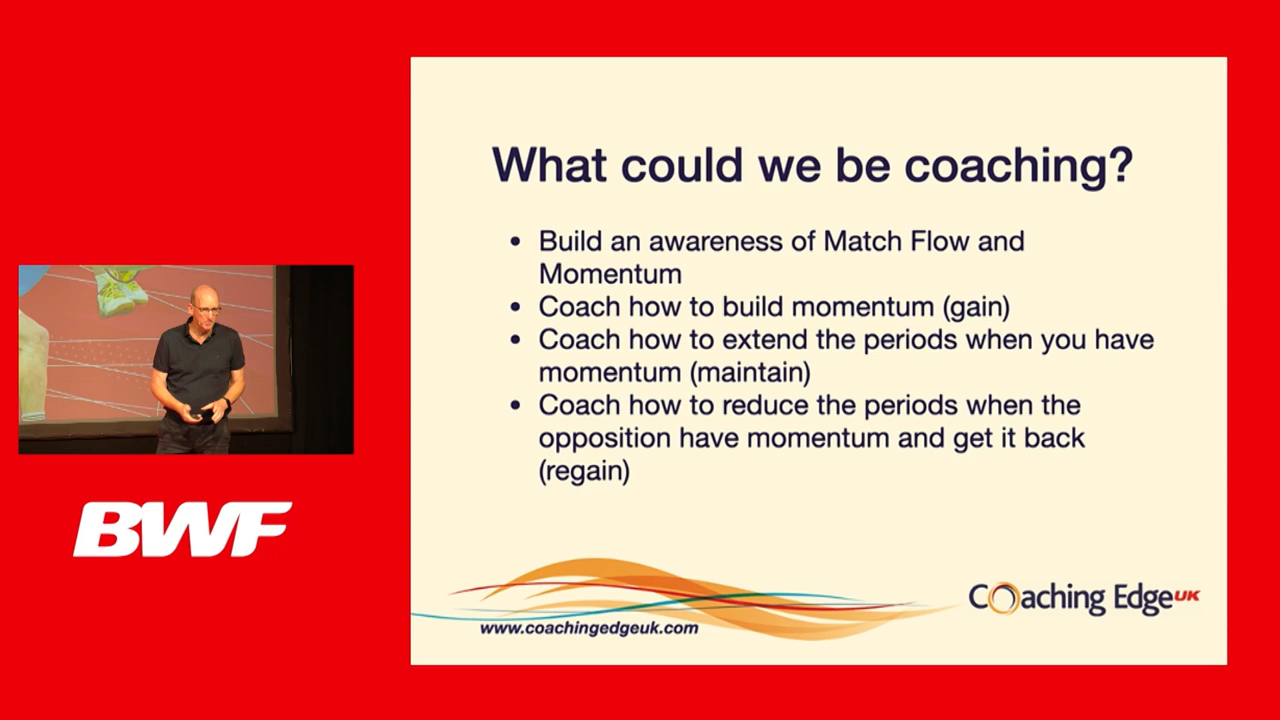 What could we be coaching?
• Build an awareness of Match Flow and
Momentum
• Coach how to build momentum (gain)
• Coach how to extend the periods when you have
momentum (maintain)
• Coach how to reduce the periods when the
opposition have momentum and get it back
(regain)
BWF
www.coachingedgeuk.com
Coaching Edge UK